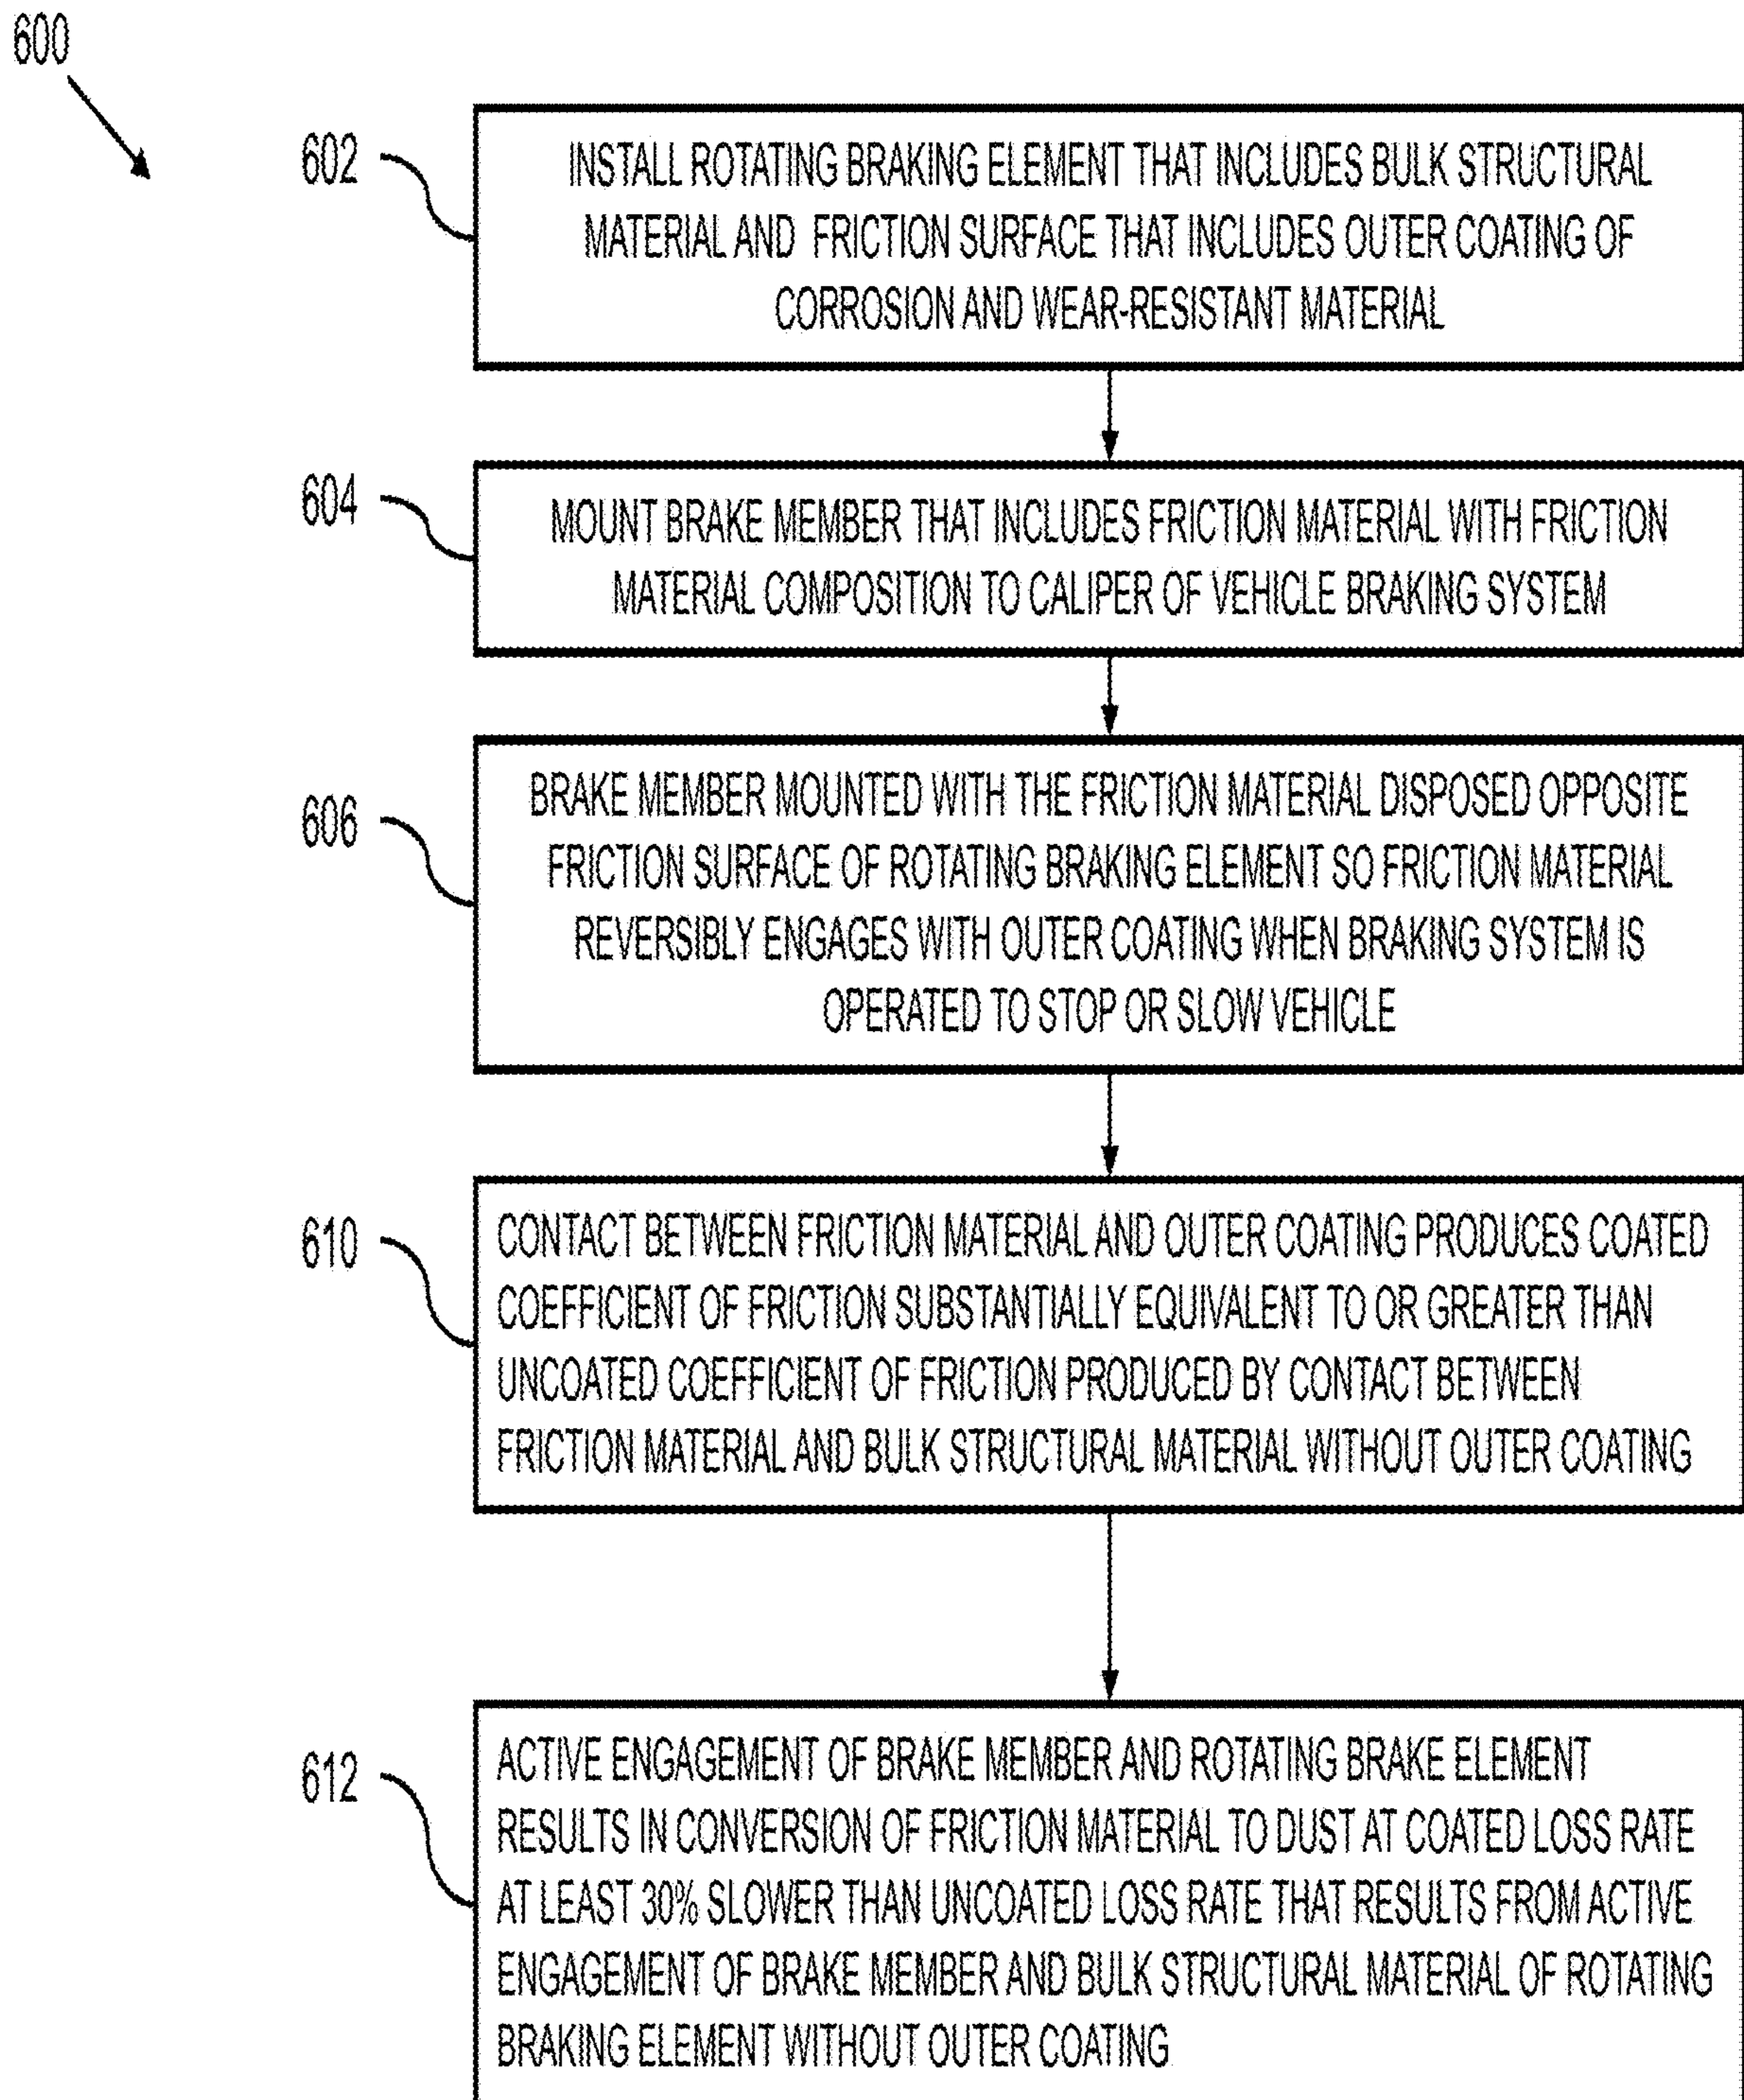 600
602
INSTALL ROTATING BRAKING ELEMENT THAT INCLUDES BULK STRUCTURAL
MATERIAL AND FRICTION SURFACE THAT INCLUDES OUTER COATING OF
CORROSION AND WEAR-RESISTANT MATERIAL
604
MOUNT BRAKE MEMBER THAT INCLUDES FRICTION MATERIAL WITH FRICTION
MATERIAL COMPOSITION TO CALIPER OF VEHICLE BRAKING SYSTEM
606
BRAKE MEMBER MOUNTED WITH THE FRICTION MATERIAL DISPOSED OPPOSITE
FRICTION SURFACE OF ROTATING BRAKING ELEMENT SO FRICTION MATERIAL
REVERSIBLY ENGAGES WITH OUTER COATING WHEN BRAKING SYSTEM IS
OPERATED TO STOP OR SLOW VEHICLE
610
CONTACT BETWEEN FRICTION MATERIAL AND OUTER COATING PRODUCES COATED
COEFFICIENT OF FRICTION SUBSTANTIALLY EQUIVALENT TO OR GREATER THAN
UNCOATED COEFFICIENT OF FRICTION PRODUCED BY CONTACT BETWEEN
FRICTION MATERIAL AND BULK STRUCTURAL MATERIAL WITHOUT OUTER COATING
612
ACTIVE ENGAGEMENT OF BRAKE MEMBER AND ROTATING BRAKE ELEMENT
RESULTS IN CONVERSION OF FRICTION MATERIAL TO DUST AT COATED LOSS RATE
AT LEAST 30% SLOWER THAN UNCOATED LOSS RATE THAT RESULTS FROM ACTIVE
ENGAGEMENT OF BRAKE MEMBER AND BULK STRUCTURAL MATERIAL OF ROTATING
BRAKING ELEMENT WITHOUT OUTER COATING